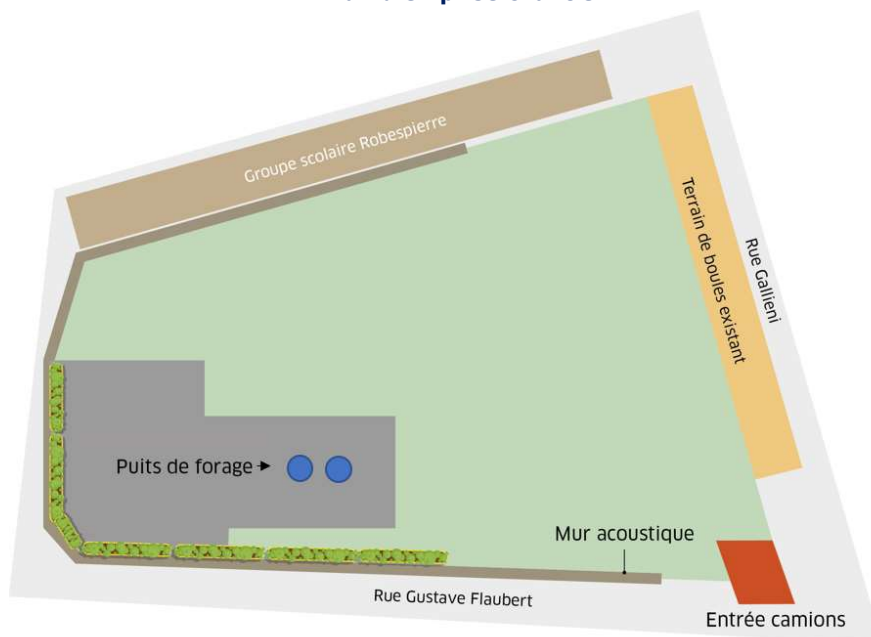 Groupe scolaire Robespierre
Terrain de boules existant
Rue Gallieni
Puits de forage
Mur acoustique
Rue Gustave Flaubert
Entrée camions